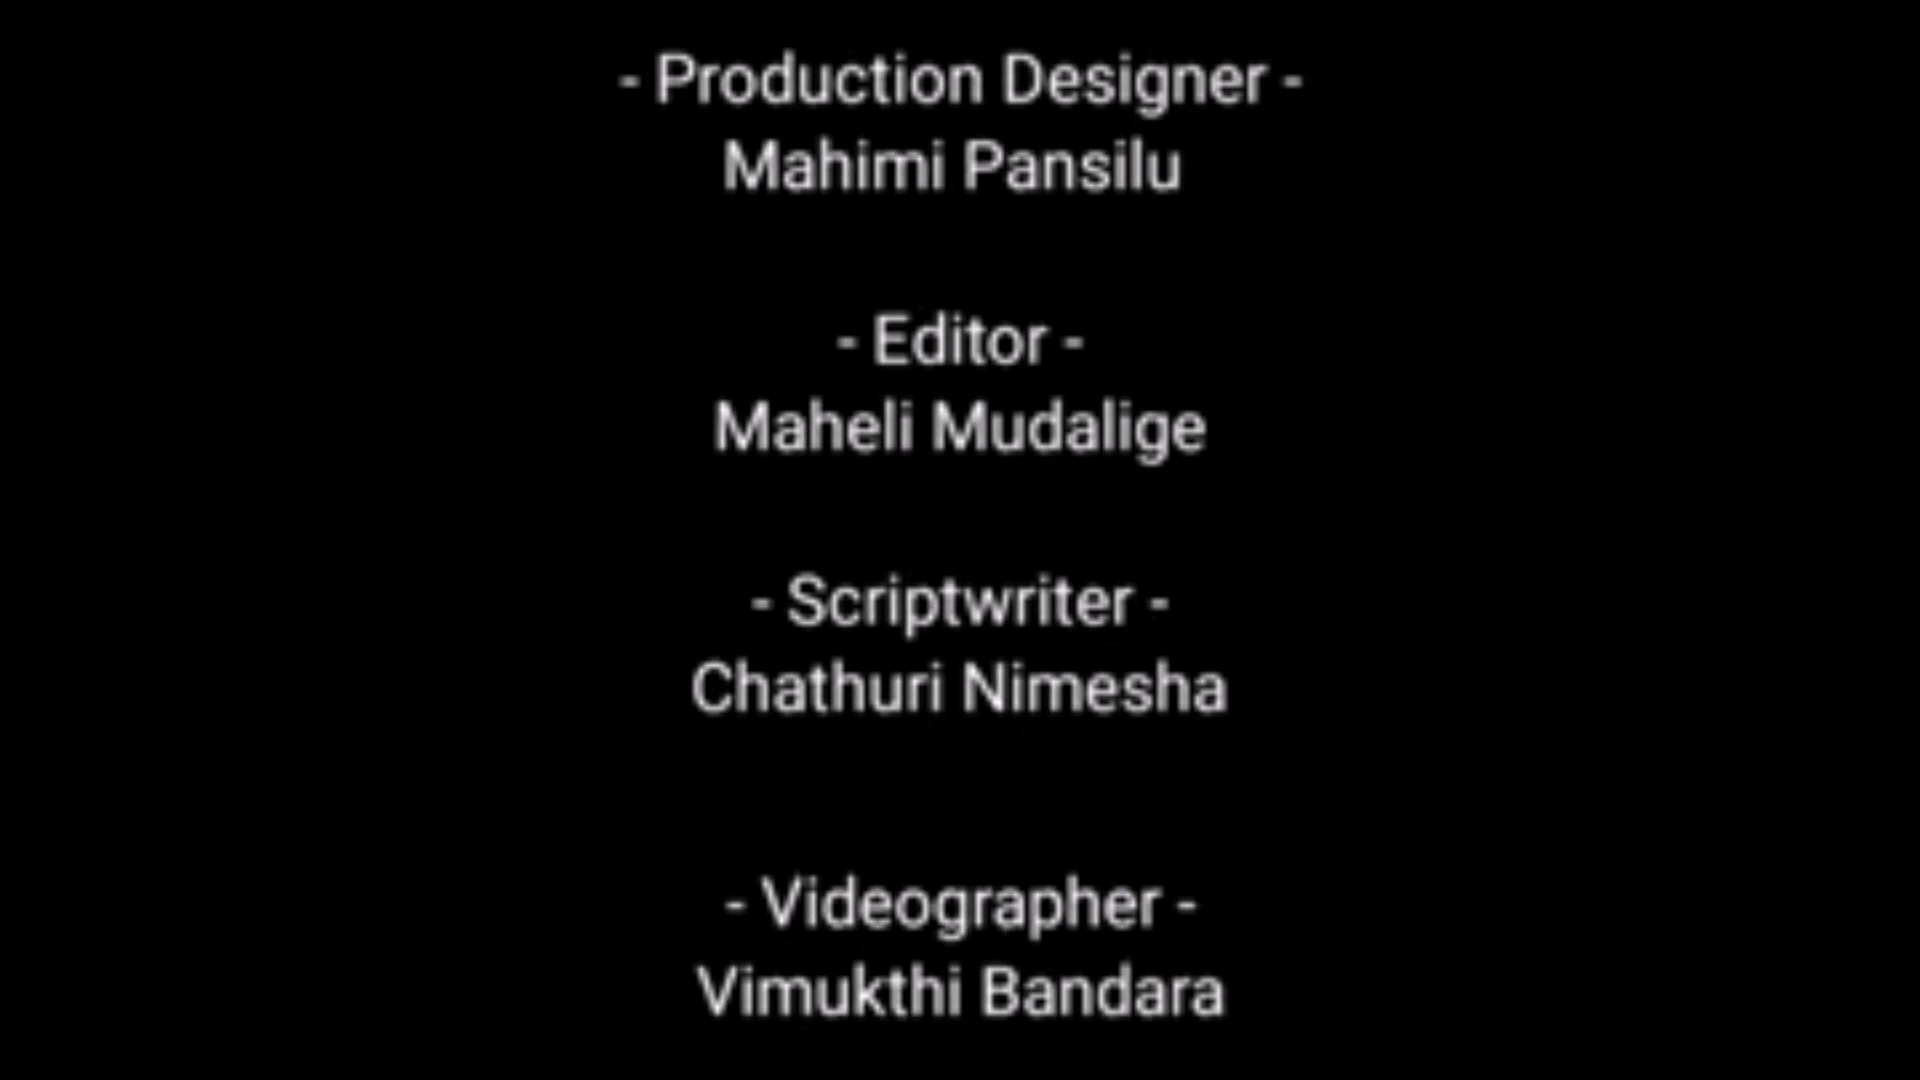 - Production Designer -
Mahimi Pansilu
- Editor -
Maheli Mudalige
- Scriptwriter -
Chathuri Nimesha
- Videographer -
Vimukthi Bandara